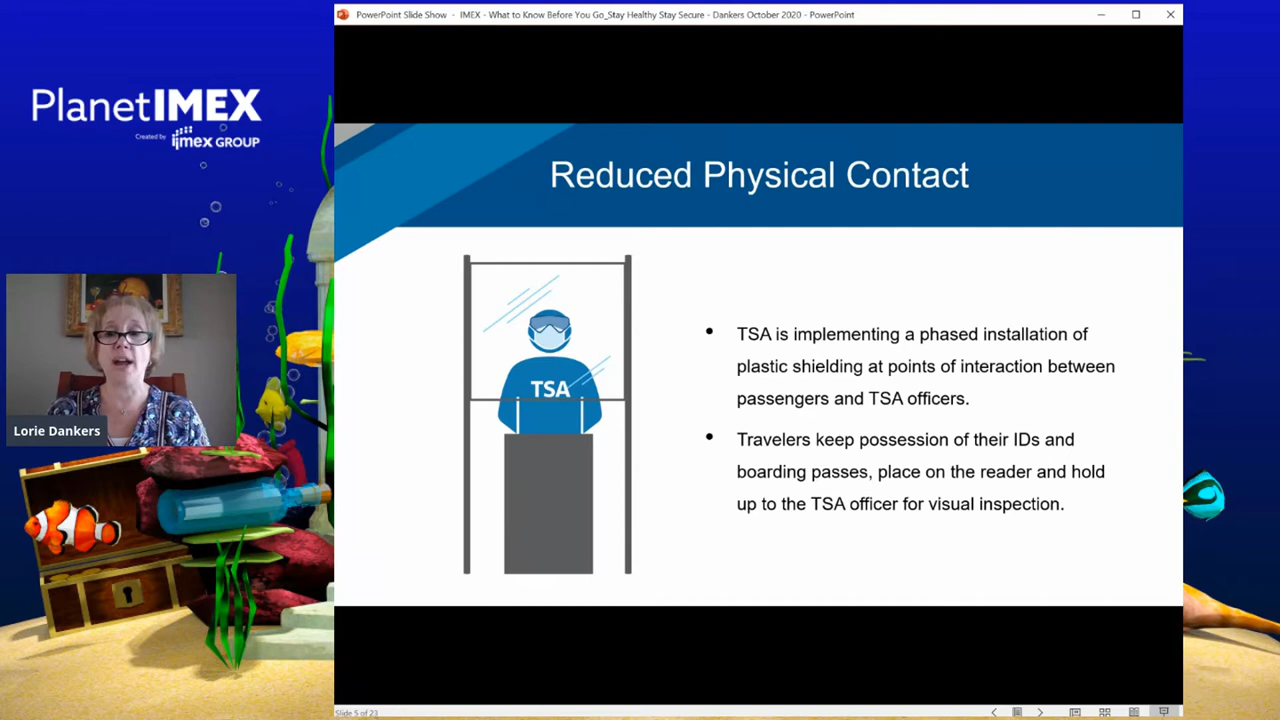 PowerPoint Slide Show - IMEX - What to Know Before You Go_Stay Healthy Stay Secure - Dankers October 2020 - PowerPoint
PlanetIMEX
Created by imex GROUP
Reduced Physical Contact
TSA
• TSA is implementing a phased installation of
plastic shielding at points of interaction between
passengers and TSA officers.
• Travelers keep possession of their IDs and
boarding passes, place on the reader and hold
up to the TSA officer for visual inspection.
Lorie Dankers
Slide 5 of 23